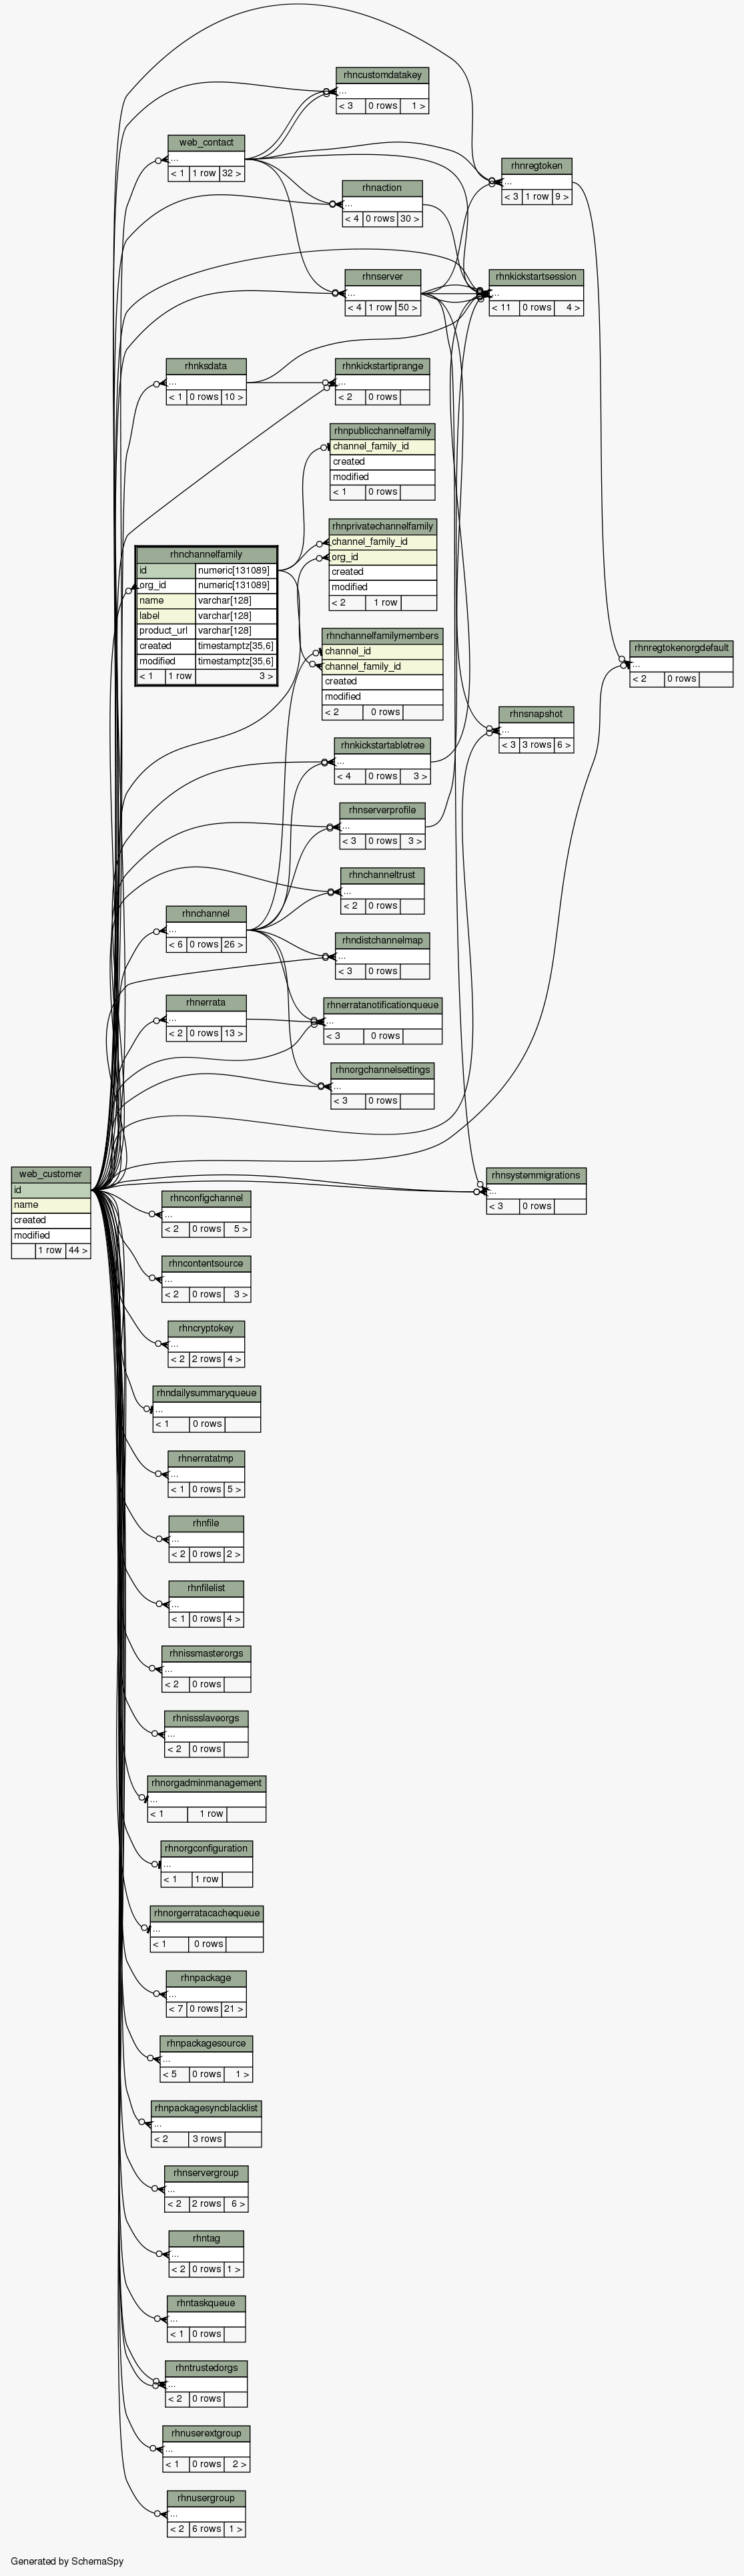 rhncustomdatakey
...
< 3 0 rows 1 >
web_contact
...
< 1 1 row 32 >
rhnregtoken
...
< 3 1 row 9 >
rhnaction
...
< 4 0 rows 30 >
rhnserver
...
< 4 1 row 50 >
rhnkickstartsession
...
< 11 0 rows 4 >
rhnksdata
...
< 1 0 rows 10 >
rhnkickstartiprange
...
< 2 0 rows
rhnpublicchannelfamily
channel_family_id
created
modified
< 1 0 rows
rhnprivatechannelfamily
channel_family_id
org_id
created
modified
< 2 1 row
rhnchannelfamily
id numeric[131089]
org_id numeric[131089]
name varchar[128]
label varchar[128]
product_url varchar[128]
created timestamptz[35,6]
modified timestamptz[35,6]
< 1 1 row 3 >
rhnchannelfamilymembers
channel_id
channel_family_id
created
modified
< 2 0 rows
rhnregtokenorgdefault
...
< 2 0 rows
rhnsnapshot
...
< 3 3 rows 6 >
rhnkickstartabletree
...
< 4 0 rows 3 >
rhnserverprofile
...
< 3 0 rows 3 >
rhnchanneltrust
...
< 2 0 rows
rhnchannel
...
< 6 0 rows 26 >
rhndistchannelmap
...
< 3 0 rows
rhnerrata
...
< 2 0 rows 13 >
rhnerratanotificationqueue
...
< 3 0 rows
rhnorgchannelsettings
...
< 3 0 rows
web_customer
id
name
created
modified
1 row 44 >
rhnsystemmigrations
...
< 3 0 rows
rhnconfigchannel
...
< 2 0 rows 5 >
rhncontentsource
...
< 2 0 rows 3 >
rhncryptokey
...
< 2 2 rows 4 >
rhndailysummaryqueue
...
< 1 0 rows
rhnerratatmp
...
< 1 0 rows 5 >
rhnfile
...
< 2 0 rows 2 >
rhnfilelist
...
< 1 0 rows 4 >
rhnissmasterorgs
...
< 2 0 rows
rhnissslaveorgs
...
< 2 0 rows
rhnorgadminmanagement
...
< 1 1 row
rhnorgconfiguration
...
< 1 1 row
rhnorgerratacachequeue
...
< 1 0 rows
rhnpackage
...
< 7 0 rows 21 >
rhnpackagesource
...
< 5 0 rows 1 >
rhnpackagesyncblacklist
...
< 2 3 rows
rhnservergroup
...
< 2 2 rows 6 >
rhntag
...
< 2 0 rows 1 >
rhntaskqueue
...
< 1 0 rows
rhntrustedorgs
...
< 2 0 rows
rhnuserextgroup
...
< 1 0 rows 2 >
rhnusergroup
...
< 2 6 rows 1 >
Generated by SchemaSpy